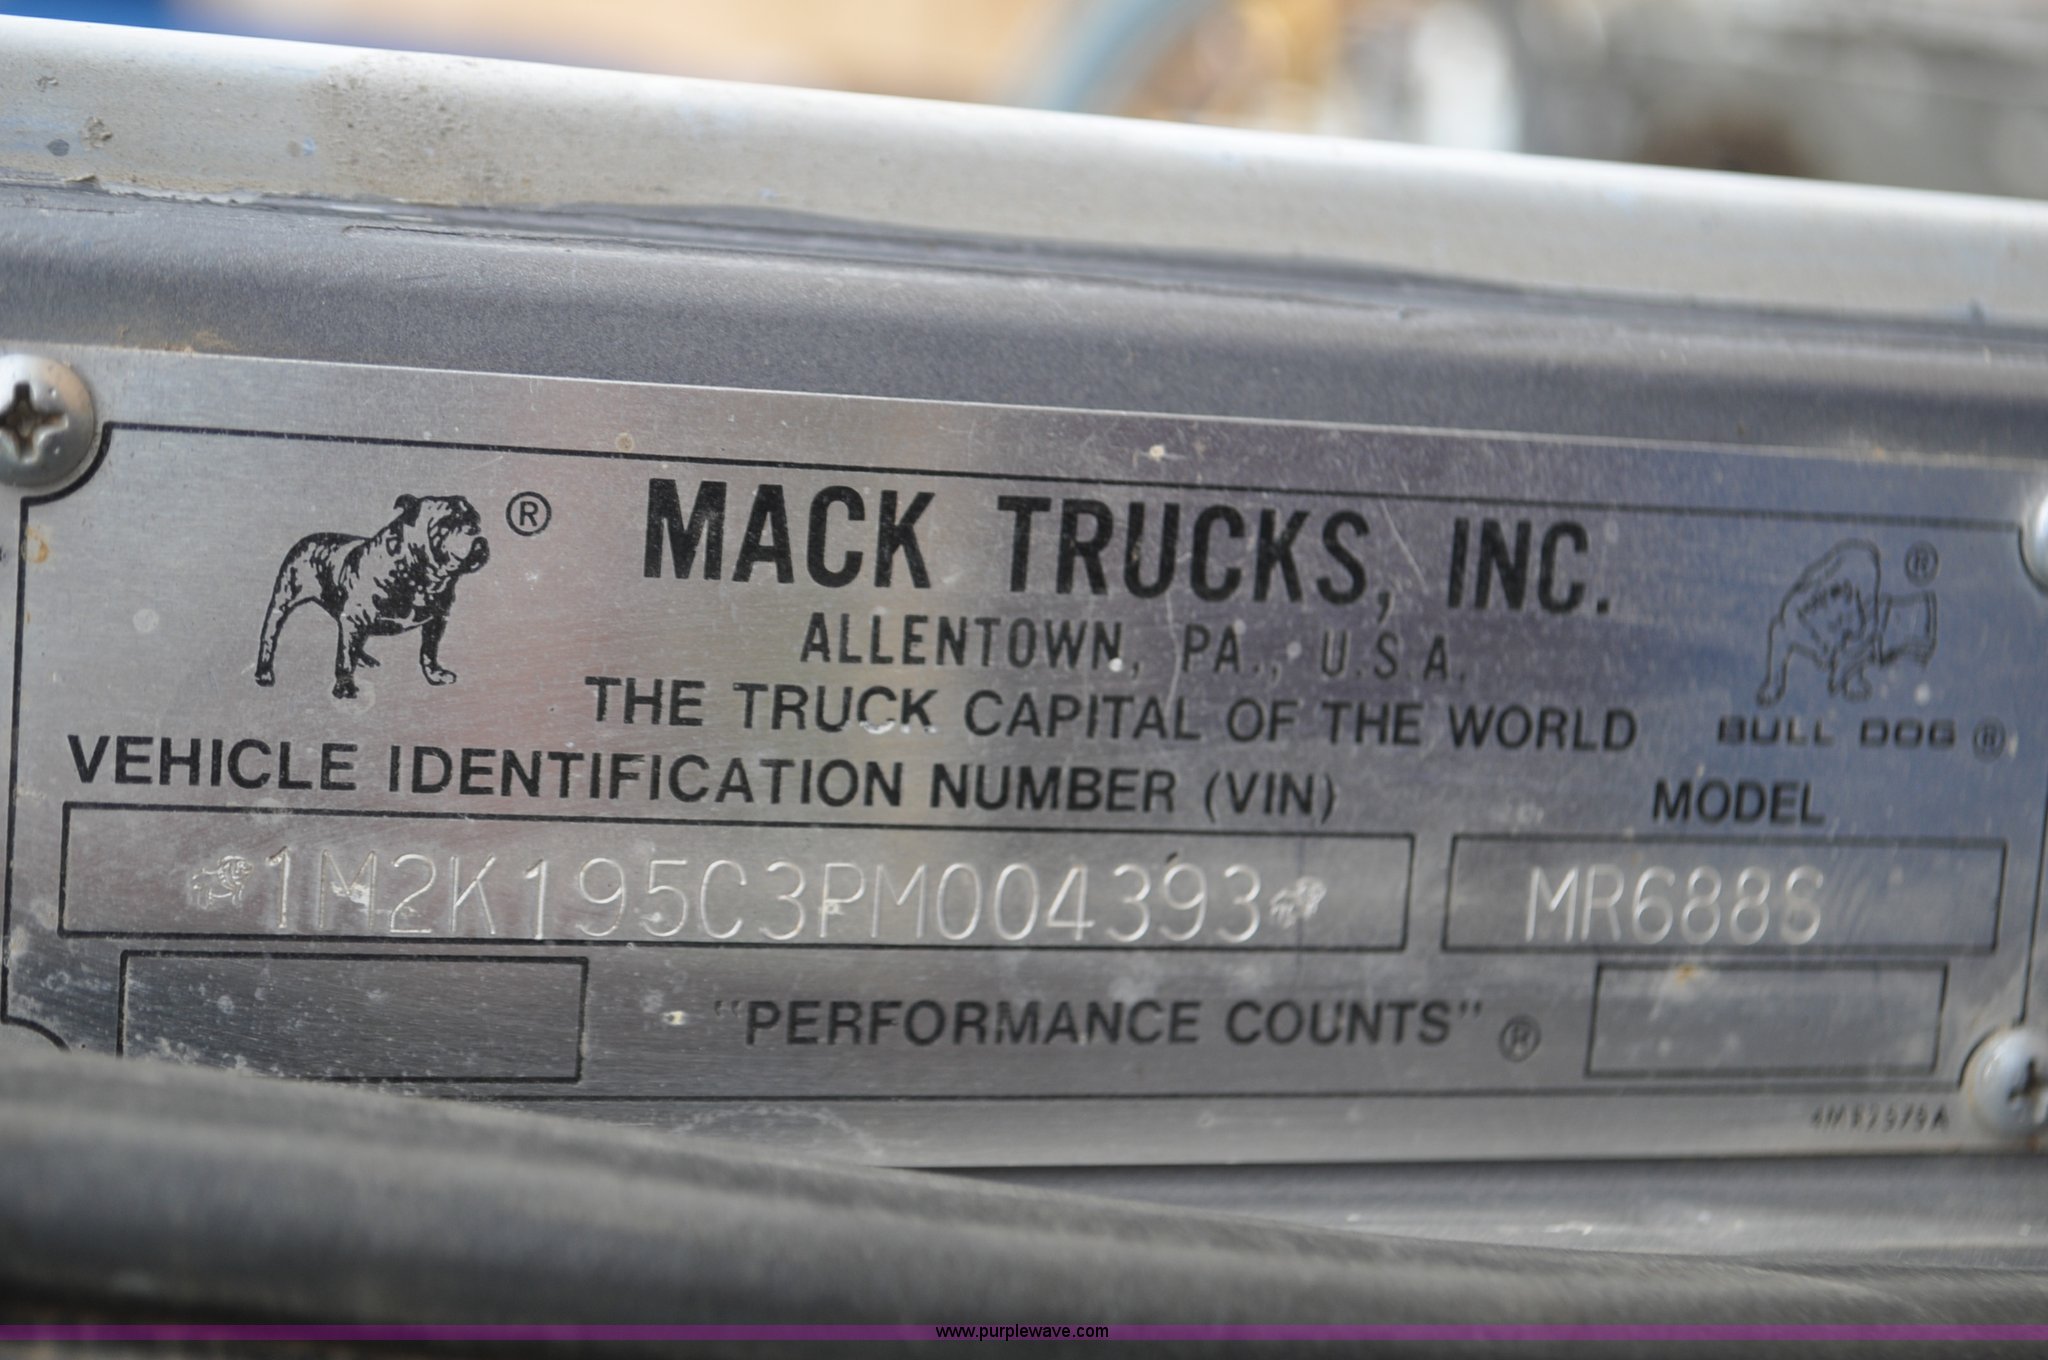 ®
MACK TRUCKS, INC.
®
ALLENTOWN, PA., U.S.A.
THE TRUCK CAPITAL OF THE WORLD
BULL DOG ®
VEHICLE IDENTIFICATION NUMBER (VIN)
MODEL
1M2K195C3PM004393
MR688S
"PERFORMANCE COUNTS" ®
www.purplewave.com